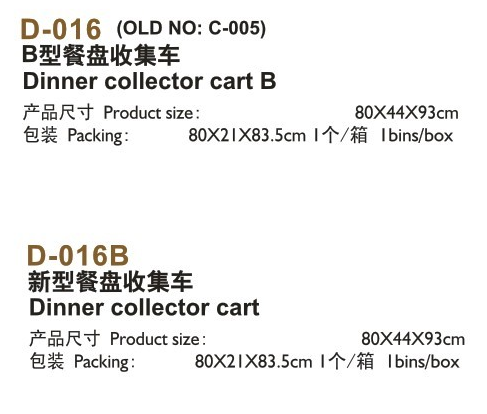 D-016 (OLD NO: C-005)
B型餐盘收集车
Dinner collector cart B
产品尺寸 Product size: 80X44X93cm
包装 Packing: 80X21X83.5cm 1个/箱 1bins/box
D-016B
新型餐盘收集车
Dinner collector cart
产品尺寸 Product size: 80X44X93cm
包装 Packing: 80X21X83.5cm 1个/箱 1bins/box